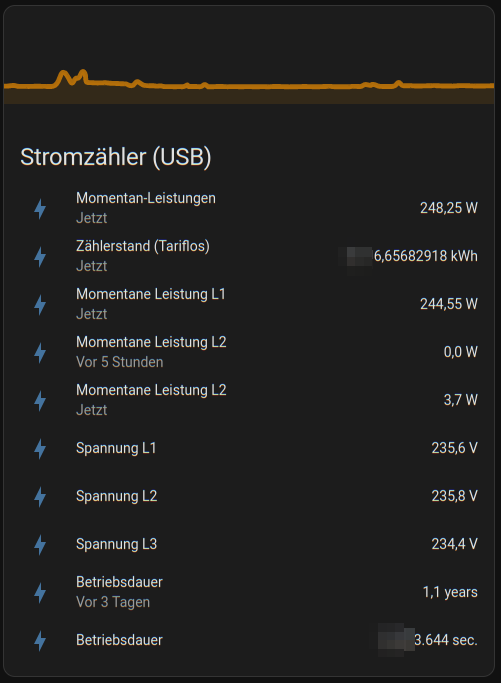 Stromzähler (USB)
Momentan-Leistungen 248,25 W
Jetzt
Zählerstand (Tariflos) 6,65682918 kWh
Jetzt
Momentane Leistung L1 244,55 W
Jetzt
Momentane Leistung L2 0,0 W
Vor 5 Stunden
Momentane Leistung L2 3,7 W
Jetzt
Spannung L1 235,6 V
Spannung L2 235,8 V
Spannung L3 234,4 V
Betriebsdauer 1,1 years
Vor 3 Tagen
Betriebsdauer 3.644 sec.